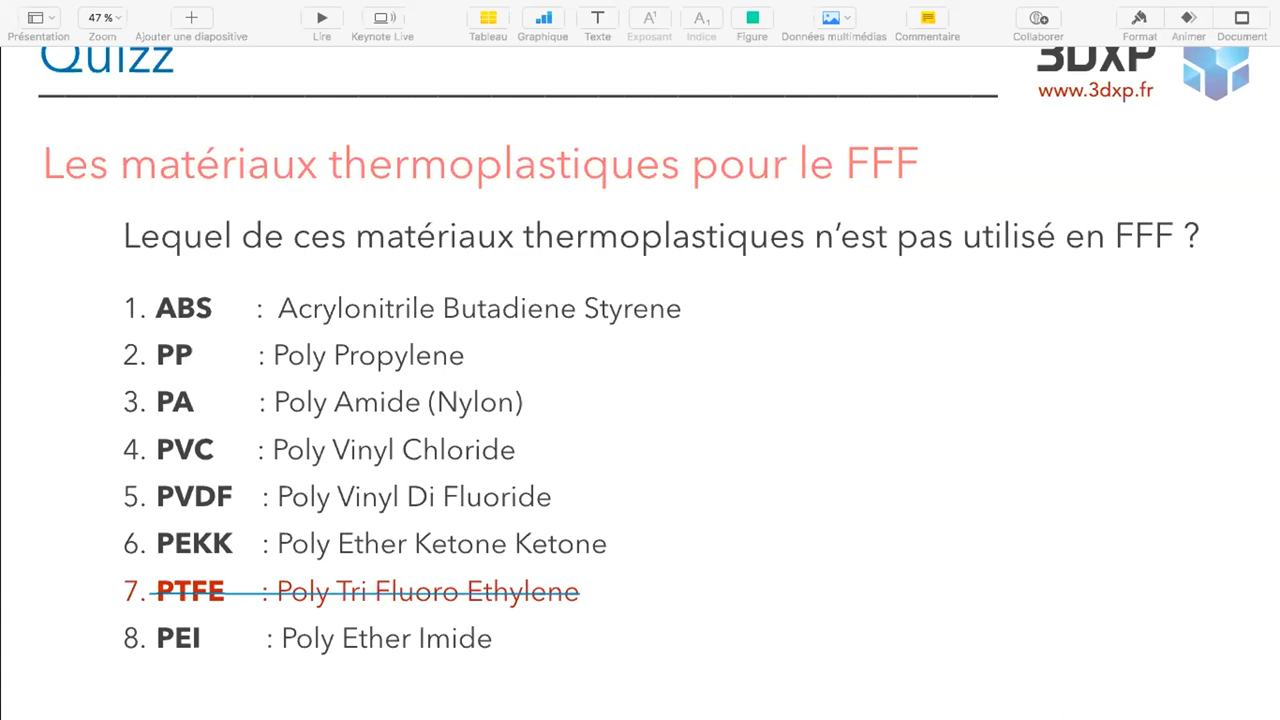 47 %
Présentation Zoom Ajouter une diapositive Lire Keynote Live Tableau Graphique Texte Exposant Indice Figure Données multimédias Commentaire Collaborer Format Animer Document
Quizz
3DXP
www.3dxp.fr
Les matériaux thermoplastiques pour le FFF
Lequel de ces matériaux thermoplastiques n’est pas utilisé en FFF ?
1. ABS : Acrylonitrile Butadiene Styrene
2. PP : Poly Propylene
3. PA : Poly Amide (Nylon)
4. PVC : Poly Vinyl Chloride
5. PVDF : Poly Vinyl Di Fluoride
6. PEKK : Poly Ether Ketone Ketone
7. PTFE : Poly Tri Fluoro Ethylene
8. PEI : Poly Ether Imide